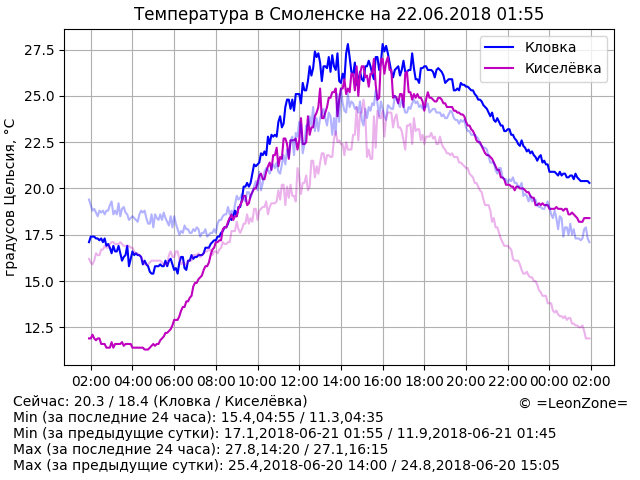 Температура в Смоленске на 22.06.2018 01:55
градусов Цельсия, °C
27.5
25.0
22.5
20.0
17.5
15.0
12.5
Кловка
Киселёвка
02:00 04:00 06:00 08:00 10:00 12:00 14:00 16:00 18:00 20:00 22:00 00:00 02:00
Сейчас: 20.3 / 18.4 (Кловка / Киселёвка)
© =LeonZone=
Min (за последние 24 часа): 15.4,04:55 / 11.3,04:35
Min (за предыдущие сутки): 17.1,2018-06-21 01:55 / 11.9,2018-06-21 01:45
Max (за последние 24 часа): 27.8,14:20 / 27.1,16:15
Max (за предыдущие сутки): 25.4,2018-06-20 14:00 / 24.8,2018-06-20 15:05